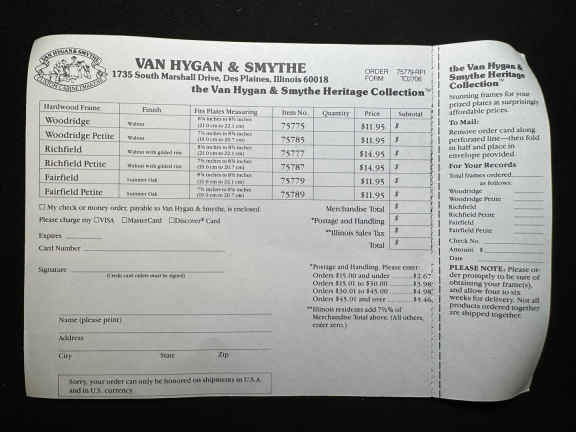 VAN HYGAN & SMYTHE
VAN HYGAN & SMYTHE
1735 South Marshall Drive, Des Plaines, Illinois 60018
ORDER FORM 75779-RP1 TC0706
the Van Hygan & Smythe Heritage Collection™
Hardwood Frame Finish Fits Plates Measuring Item No. Quantity Price Subtotal
Woodridge Walnut 75775 $11.95 $
Woodridge Petite Walnut 75785 $11.95 $
Richfield Walnut with gilded rim 75777 $14.95 $
Richfield Petite Walnut with gilded rim 75787 $14.95 $
Fairfield Summer Oak 75779 $11.95 $
Fairfield Petite Summer Oak 75789 $11.95 $
☐ My check or money order, payable to Van Hygan & Smythe, is enclosed.
Please charge my ☐VISA ☐MasterCard ☐Discover® Card
Expires
Card Number
Signature
(Credit card orders must be signed)
Merchandise Total $
*Postage and Handling $
**Illinois Sales Tax $
Total $
*Postage and Handling. Please enter:
Orders $15.00 and under
Orders $15.01 to $30.00
Orders $30.01 to $45.00
Orders $45.01 and over
**Illinois residents add 7½% of
Merchandise Total above. (All others,
enter zero.)
Name (please print)
Address
City State Zip
Sorry, your order can only be honored on shipments in U.S.A.
and in U.S. currency.
the Van Hygan &
Smythe Heritage
Collection™
Stunning frames for your
prized plates at surprisingly
affordable prices.
To Mail:
Remove order card along
perforated line—then fold
in half and place in
envelope provided.
For Your Records
Total frames ordered
as follows:
Woodridge
Woodridge Petite
Richfield
Richfield Petite
Fairfield
Fairfield Petite
Check No.
Amount $
Date
PLEASE NOTE: Please or-
der promptly to be sure of
obtaining your frame(s),
and allow four to six
weeks for delivery. Not all
products ordered together
are shipped together.